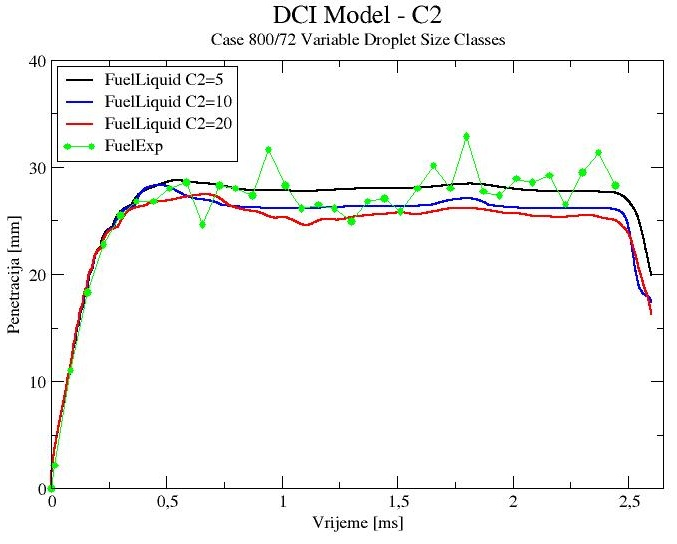 DCI Model - C2
Case 800/72 Variable Droplet Size Classes
FuelLiquid C2=5
FuelLiquid C2=10
FuelLiquid C2=20
FuelExp
40
30
20
10
0
Penetracija [mm]
0 0,5 1 1,5 2 2,5
Vrijeme [ms]